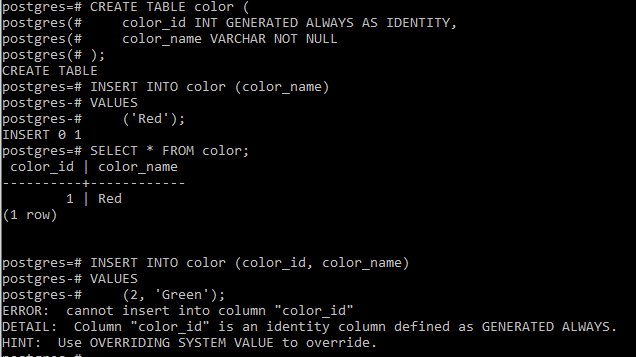 postgres=# CREATE TABLE color (
postgres(#     color_id INT GENERATED ALWAYS AS IDENTITY,
postgres(#     color_name VARCHAR NOT NULL
postgres(# );
CREATE TABLE
postgres=# INSERT INTO color (color_name)
postgres-# VALUES
postgres-#     ('Red');
INSERT 0 1
postgres=# SELECT * FROM color;
 color_id | color_name
----------+------------
        1 | Red
(1 row)


postgres=# INSERT INTO color (color_id, color_name)
postgres-# VALUES
postgres-#     (2, 'Green');
ERROR:  cannot insert into column "color_id"
DETAIL:  Column "color_id" is an identity column defined as GENERATED ALWAYS.
HINT:  Use OVERRIDING SYSTEM VALUE to override.
postgres=#